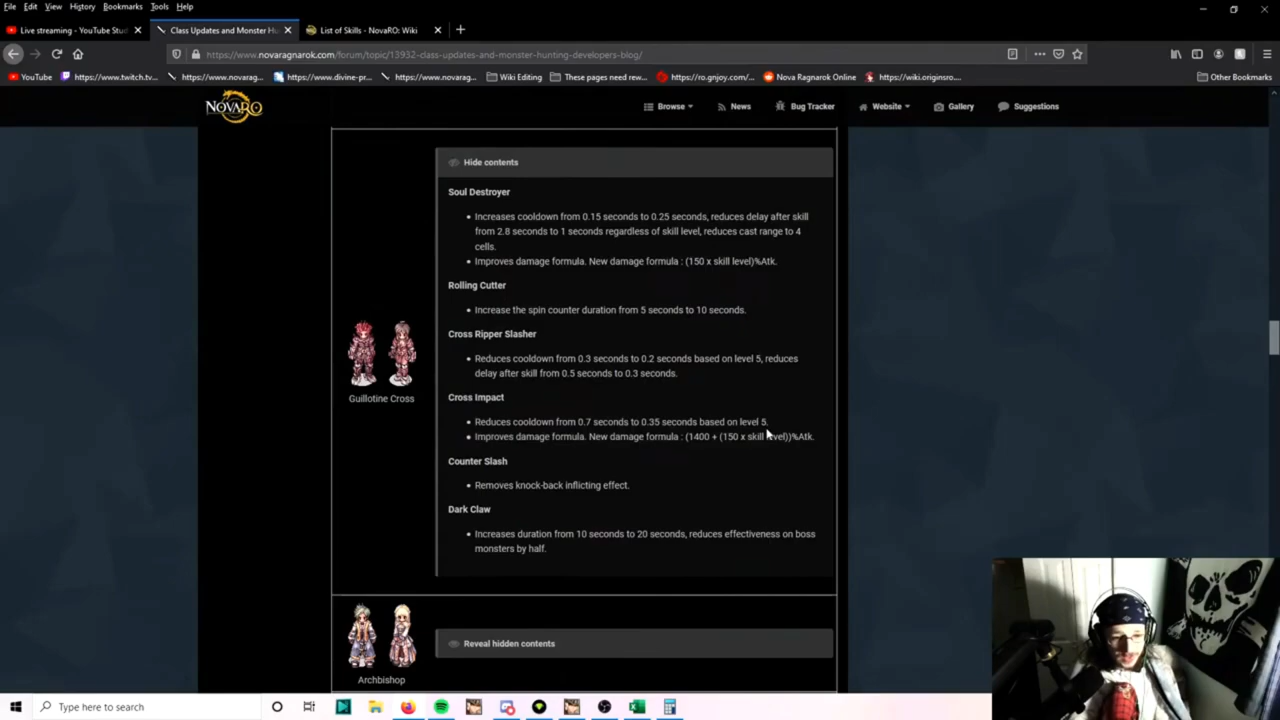 File Edit View History Bookmarks Tools Help
Live streaming - YouTube Stud
Class Updates and Monster Hu
List of Skills - NovaRO: Wiki
https://www.novaragnarok.com/forum/topic/13932-class-updates-and-monster-hunting-developers-blog/
YouTube
https://www.twitch.tv...
https://www.novarag...
https://www.divine-pr...
https://www.novarag...
Wiki Editing
These pages need rew...
https://ro.gnjoy.com/...
Nova Ragnarok Online
https://wiki.originsro....
Other Bookmarks
NOVARO
Browse
News
Bug Tracker
Website
Gallery
Suggestions
Hide contents
Soul Destroyer
Increases cooldown from 0.15 seconds to 0.25 seconds, reduces delay after skill
from 2.8 seconds to 1 seconds regardless of skill level, reduces cast range to 4
cells.
Improves damage formula. New damage formula : (150 x skill level)%Atk.
Rolling Cutter
Increase the spin counter duration from 5 seconds to 10 seconds.
Cross Ripper Slasher
Reduces cooldown from 0.3 seconds to 0.2 seconds based on level 5, reduces
delay after skill from 0.5 seconds to 0.3 seconds.
Guillotine Cross
Cross Impact
Reduces cooldown from 0.7 seconds to 0.35 seconds based on level 5.
Improves damage formula. New damage formula : (1400 + (150 x skill level))%Atk.
Counter Slash
Removes knock-back inflicting effect.
Dark Claw
Increases duration from 10 seconds to 20 seconds, reduces effectiveness on boss
monsters by half.
Reveal hidden contents
Archbishop
Type here to search